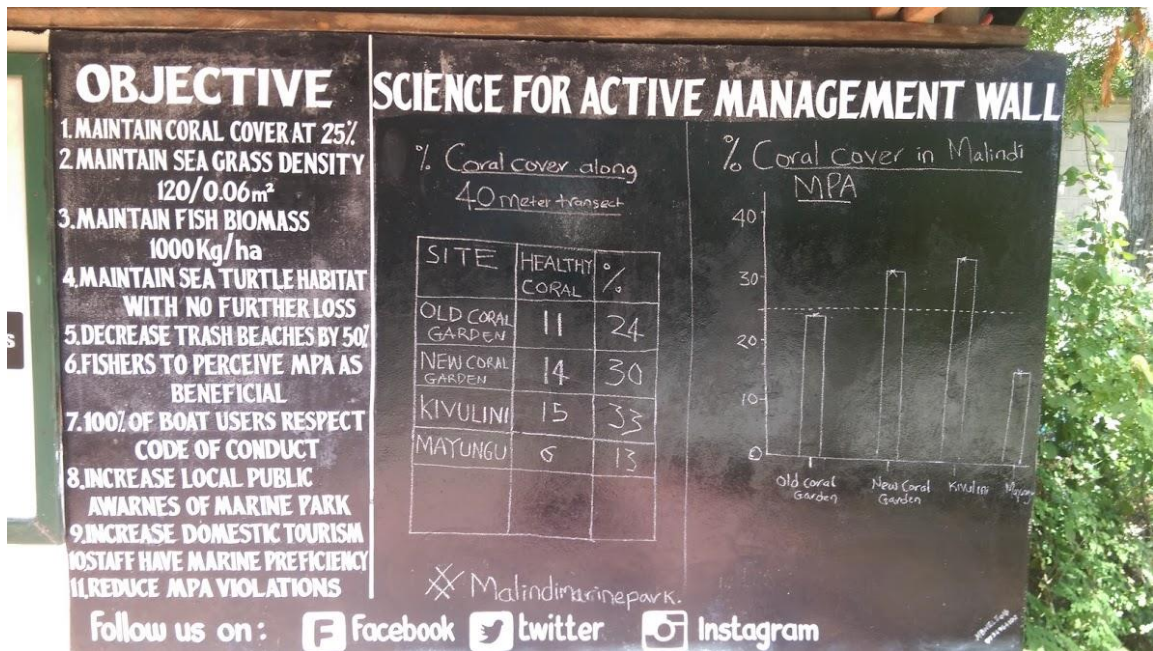 OBJECTIVE
1.MAINTAIN CORAL COVER AT 25%
2.MAINTAIN SEA GRASS DENSITY
120/0.06m²
3.MAINTAIN FISH BIOMASS
1000Kg/ha
4.MAINTAIN SEA TURTLE HABITAT
WITH NO FURTHER LOSS
5.DECREASE TRASH BEACHES BY 50%
6.FISHERS TO PERCEIVE MPA AS
BENEFICIAL
7.100% OF BOAT USERS RESPECT
CODE OF CONDUCT
8.INCREASE LOCAL PUBLIC
AWARNES OF MARINE PARK
9.INCREASE DOMESTIC TOURISM
10.STAFF HAVE MARINE PREFICIENCY
11.REDUCE MPA VIOLATIONS
SCIENCE FOR ACTIVE MANAGEMENT WALL
% Coral cover along
40 meter transect
SITE HEALTHY CORAL %
OLD CORAL GARDEN 11 24
NEW CORAL GARDEN 14 30
KIVULINI 15 33
MAYUNGU 6 13
% Coral cover in Malindi
MPA
40
30
20
10
0
Old Coral Garden New Coral Garden Kivulini
Malindimarinepark.
Follow us on : Facebook twitter Instagram